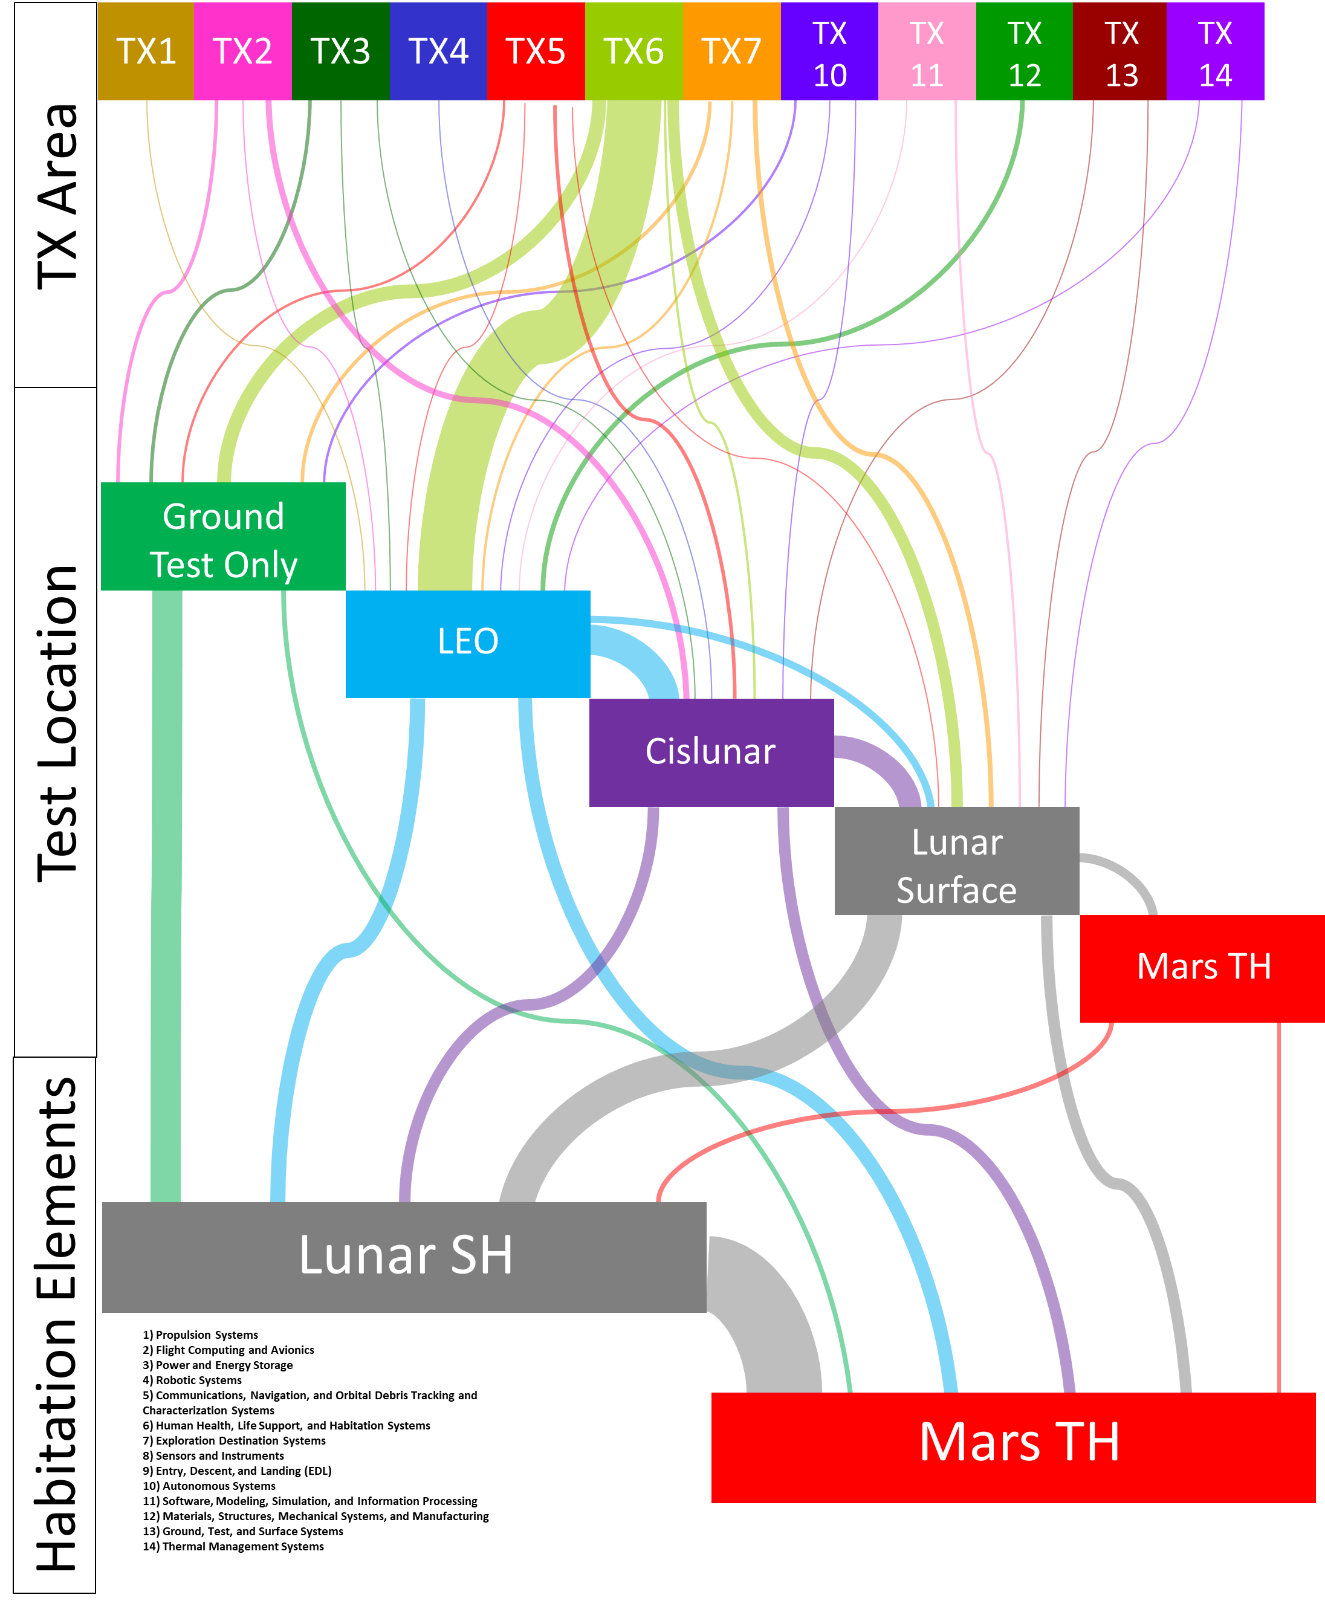 TX Area
TX1
TX2
TX3
TX4
TX5
TX6
TX7
TX
10
TX
11
TX
12
TX
13
TX
14
Test Location
Ground
Test Only
LEO
Cislunar
Lunar
Surface
Mars TH
Habitation Elements
Lunar SH
1) Propulsion Systems
2) Flight Computing and Avionics
3) Power and Energy Storage
4) Robotic Systems
5) Communications, Navigation, and Orbital Debris Tracking and
Characterization Systems
6) Human Health, Life Support, and Habitation Systems
7) Exploration Destination Systems
8) Sensors and Instruments
9) Entry, Descent, and Landing (EDL)
10) Autonomous Systems
11) Software, Modeling, Simulation, and Information Processing
12) Materials, Structures, Mechanical Systems, and Manufacturing
13) Ground, Test, and Surface Systems
14) Thermal Management Systems
Mars TH